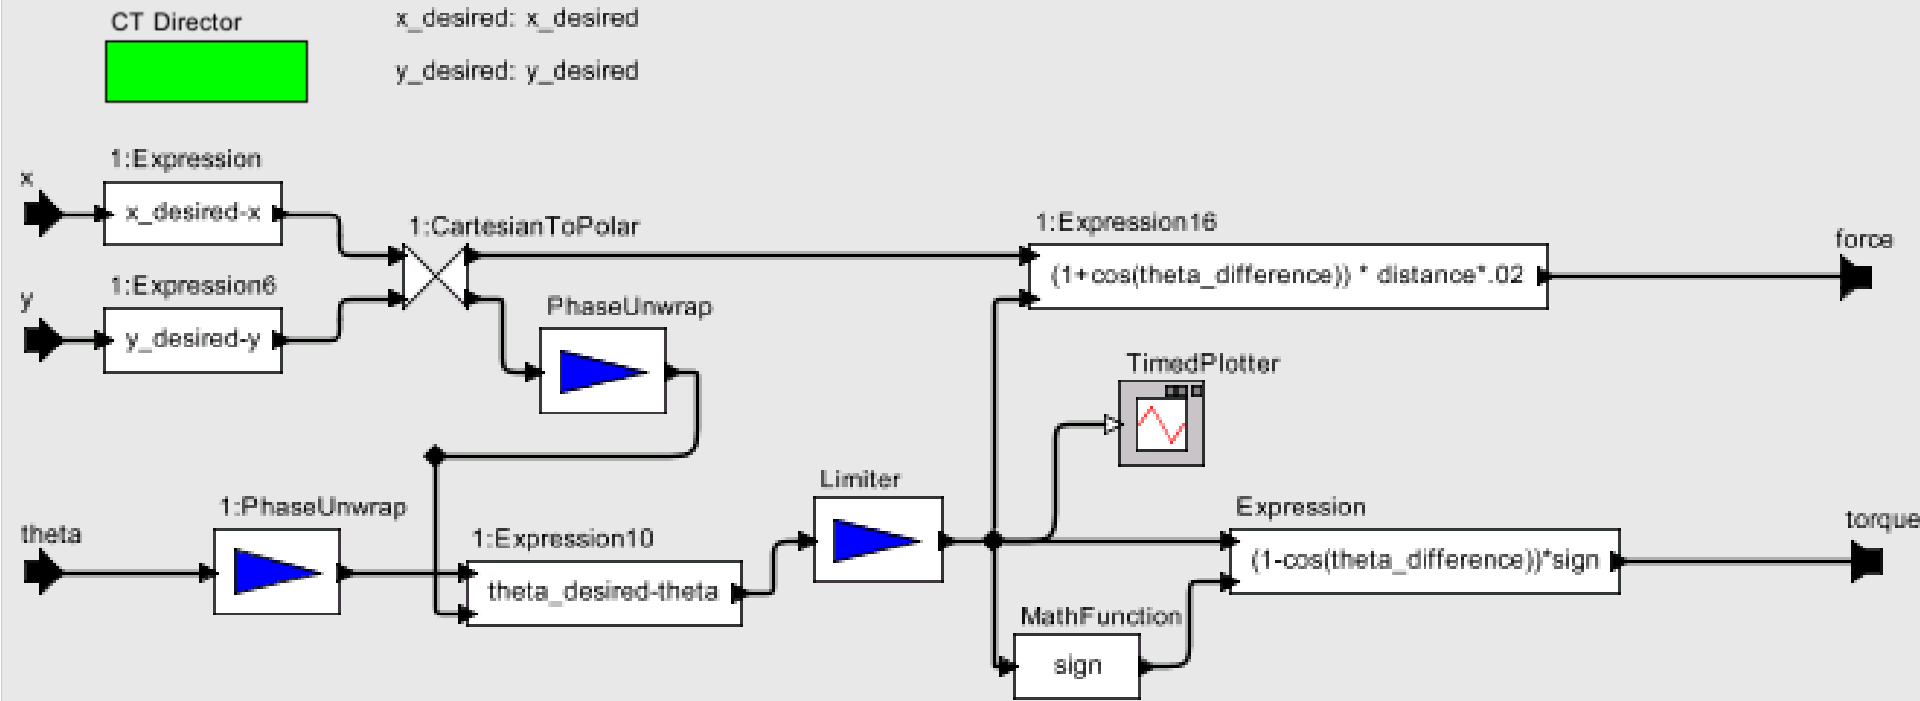 CT Director
x_desired: x_desired
y_desired: y_desired
1:Expression
x
x_desired-x
1:CartesianToPolar
1:Expression16
(1+cos(theta_difference)) * distance*.02
force
1:Expression6
y
y_desired-y
PhaseUnwrap
TimedPlotter
Limiter
1:PhaseUnwrap
theta
1:Expression10
theta_desired-theta
Expression
(1-cos(theta_difference))*sign
torque
MathFunction
sign